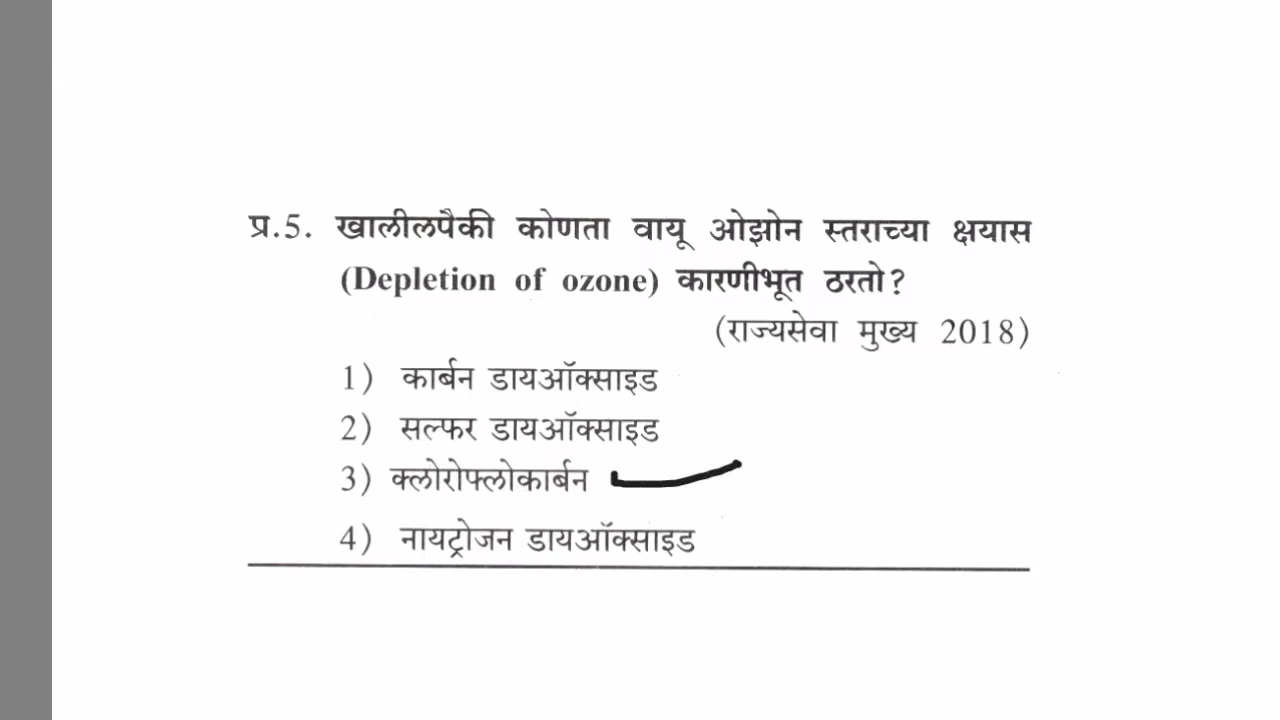 प्र.5. खालीलपैकी कोणता वायू ओझोन स्तराच्या क्षयास
(Depletion of ozone) कारणीभूत ठरतो?
(राज्यसेवा मुख्य 2018)
1) कार्बन डायऑक्साइड
2) सल्फर डायऑक्साइड
3) क्लोरोफ्लोकार्बन
4) नायट्रोजन डायऑक्साइड